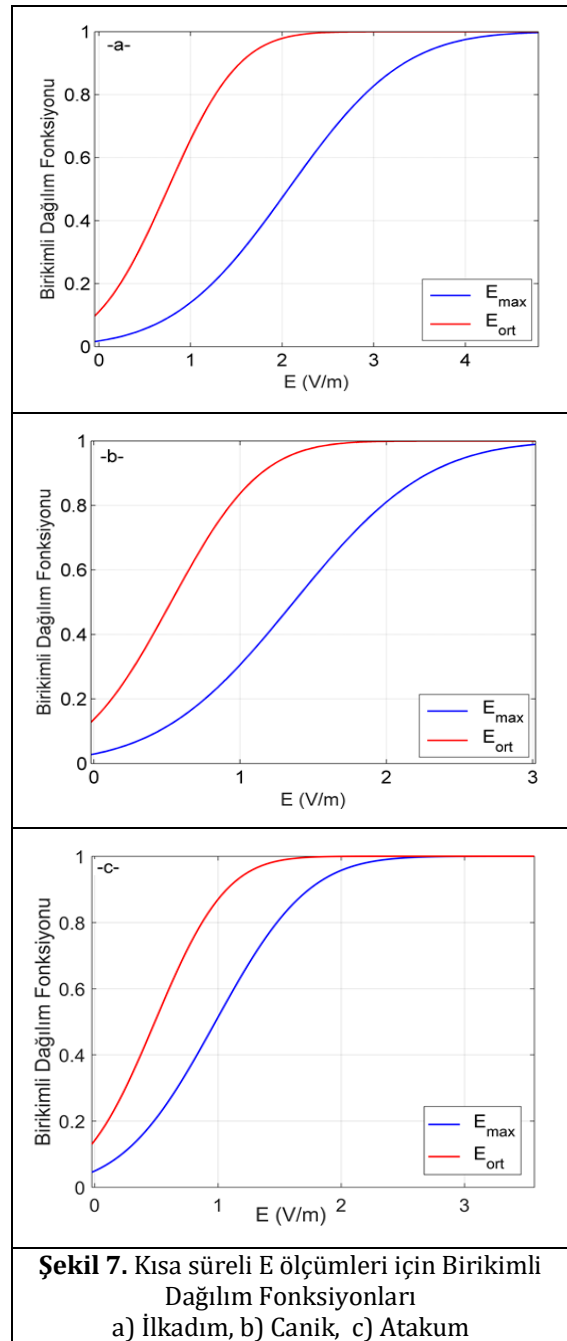 -a-
Birikimli Dağılım Fonksiyonu
1
0.8
0.6
0.4
0.2
0
0 1 2 3 4
E (V/m)
E_max
E_ort
-b-
Birikimli Dağılım Fonksiyonu
1
0.8
0.6
0.4
0.2
0
0 1 2 3
E (V/m)
E_max
E_ort
-c-
Birikimli Dağılım Fonksiyonu
1
0.8
0.6
0.4
0.2
0
0 1 2 3
E (V/m)
E_max
E_ort
Şekil 7. Kısa süreli E ölçümleri için Birikimli
Dağılım Fonksiyonları
a) İlkadım, b) Canik, c) Atakum